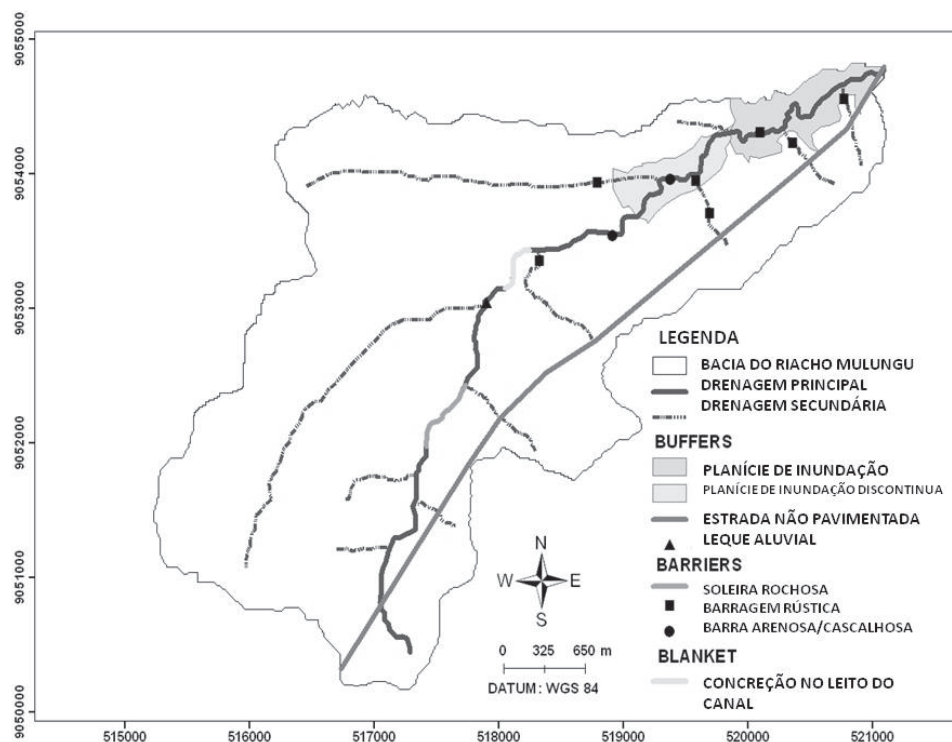 9055000
9054000
9053000
9052000
9051000
9050000
LEGENDA
BACIA DO RIACHO MULUNGU
DRENAGEM PRINCIPAL
DRENAGEM SECUNDÁRIA
BUFFERS
PLANÍCIE DE INUNDAÇÃO
PLANÍCIE DE INUNDAÇÃO DISCONTINUA
ESTRADA NÃO PAVIMENTADA
LEQUE ALUVIAL
BARRIERS
SOLEIRA ROCHOSA
BARRAGEM RÚSTICA
BARRA ARENOSA/CASCALHOSA
BLANKET
CONCREÇÃO NO LEITO DO
CANAL
N
W E
S
0 325 650 m
DATUM : WGS 84
515000 516000 517000 518000 519000 520000 521000